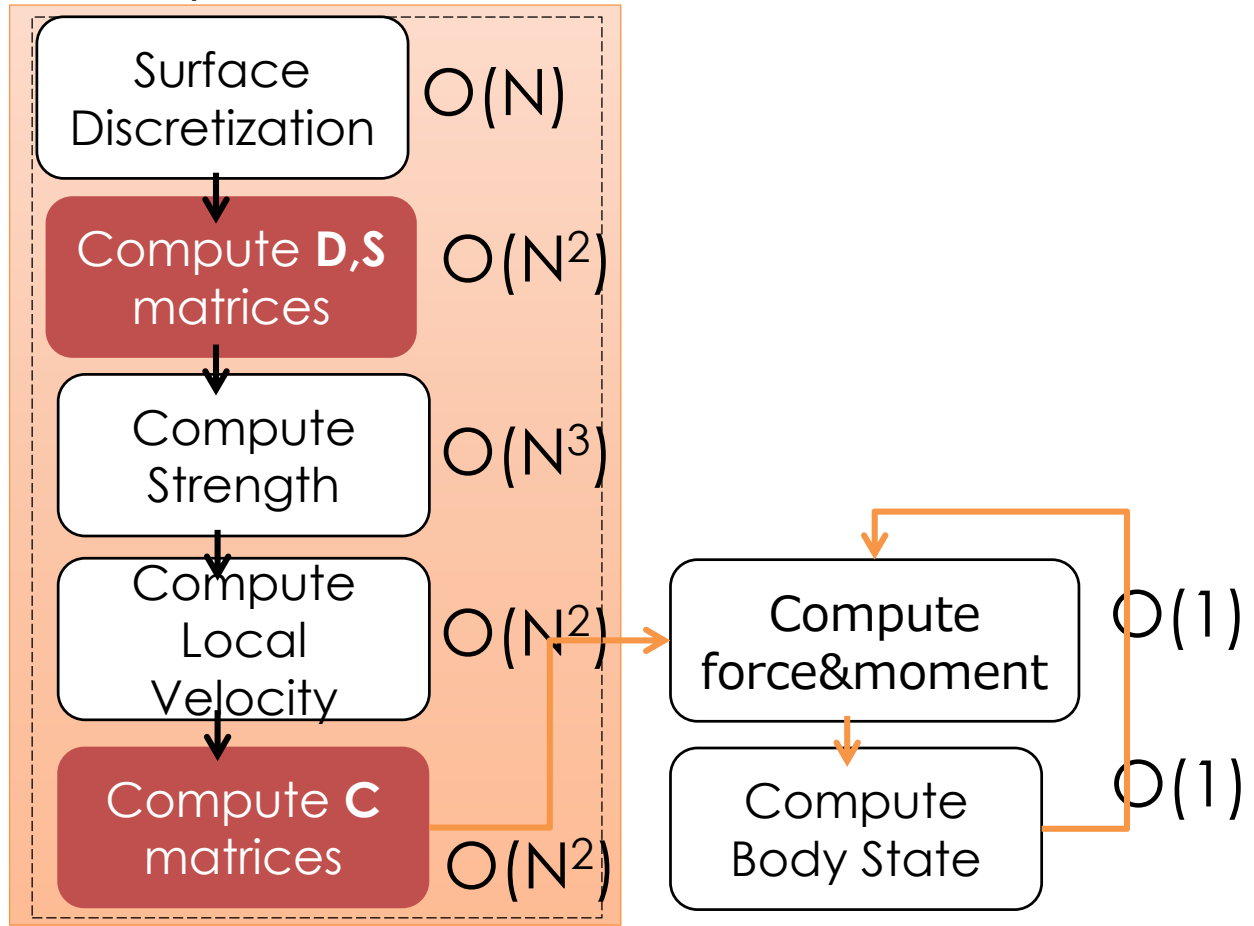 Surface
Discretization
O(N)
Compute D,S
matrices
O(N²)
Compute
Strength
O(N³)
Compute
Local
Velocity
O(N²)
Compute C
matrices
O(N²)
Compute
force&moment
O(1)
Compute
Body State
O(1)